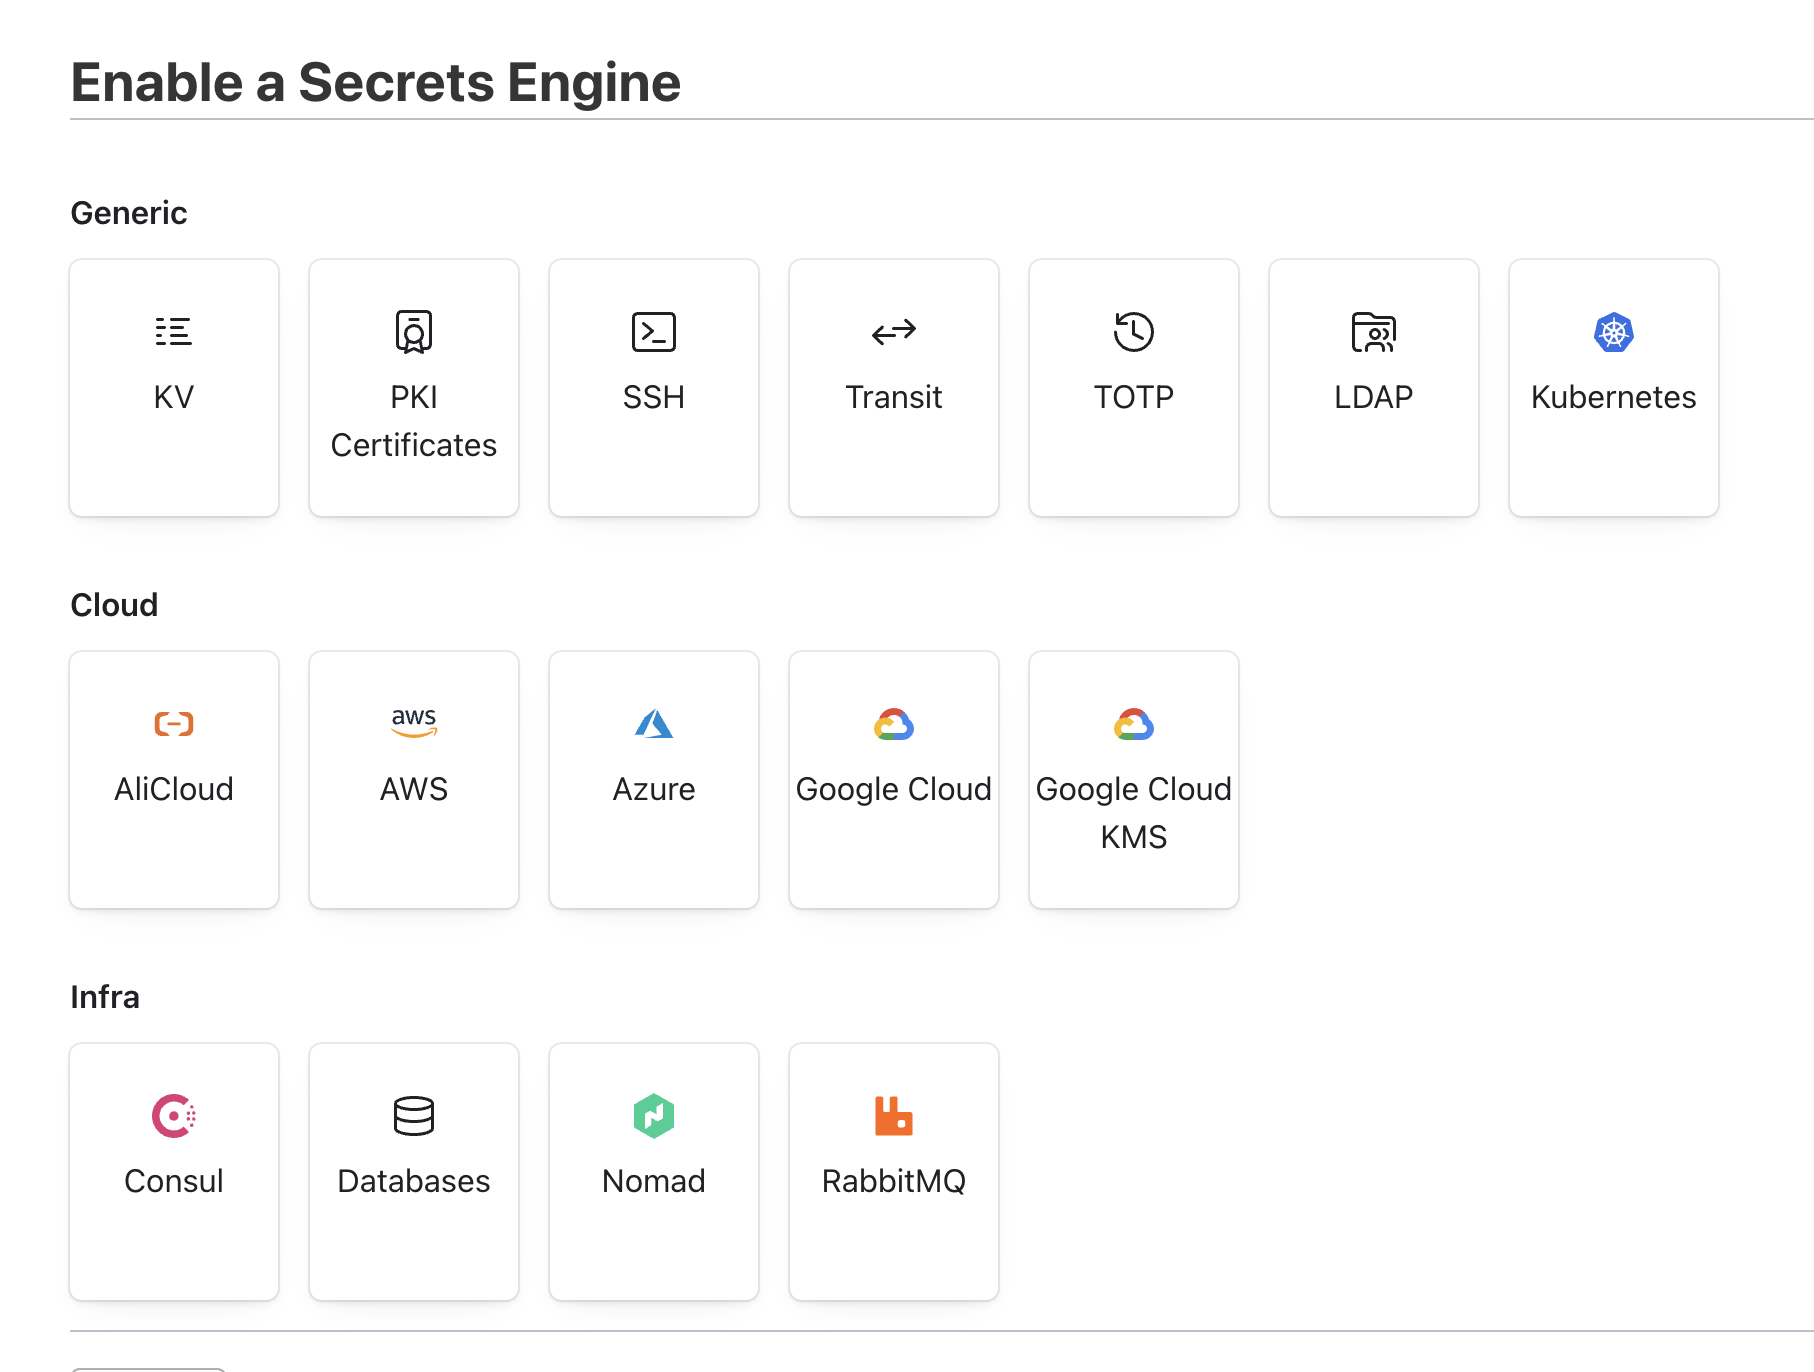 Enable a Secrets Engine
Generic
KV
PKI
Certificates
SSH
Transit
TOTP
LDAP
Kubernetes
Cloud
AliCloud
aws
AWS
Azure
Google Cloud
Google Cloud
KMS
Infra
Consul
Databases
Nomad
RabbitMQ